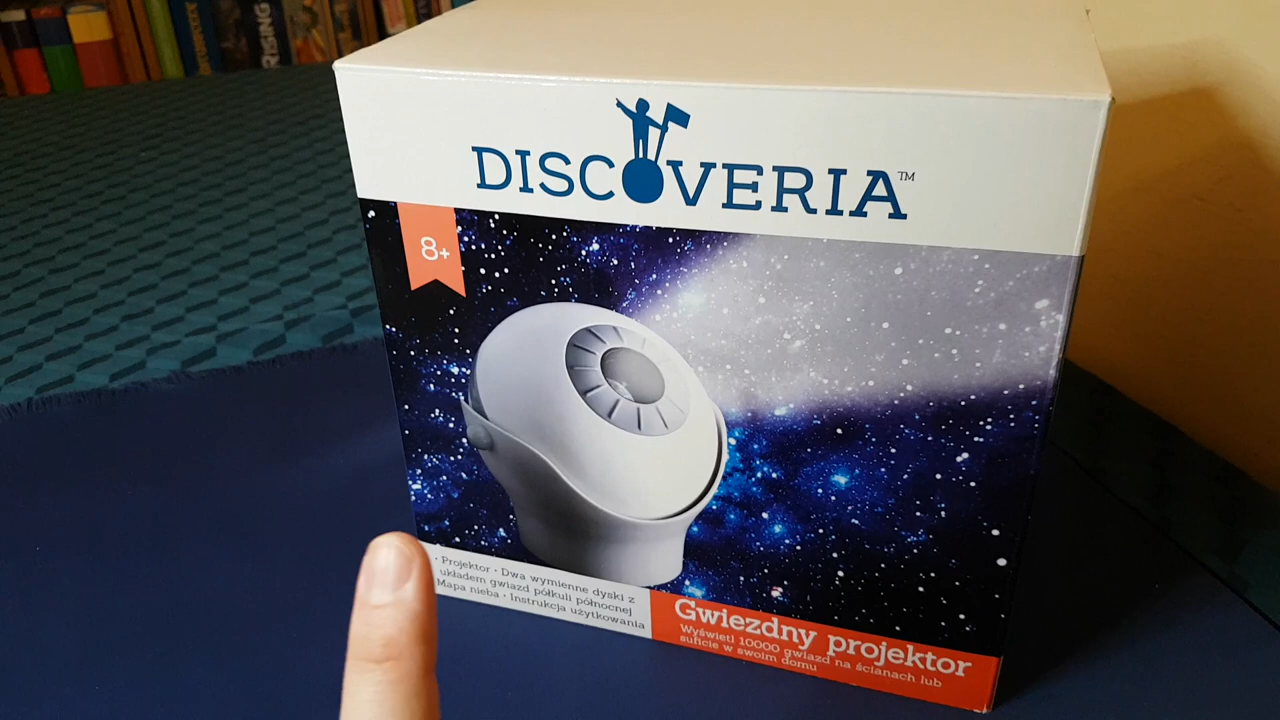 RISING
DISCOVERIA™
8+
· Projektor · Dwa wymienne dyski z
układem gwiazd półkuli północnej
Mapa nieba · Instrukcja użytkowania
Gwiezdny projektor
Wyświetl 10000 gwiazd na ścianach lub
suficie w swoim domu